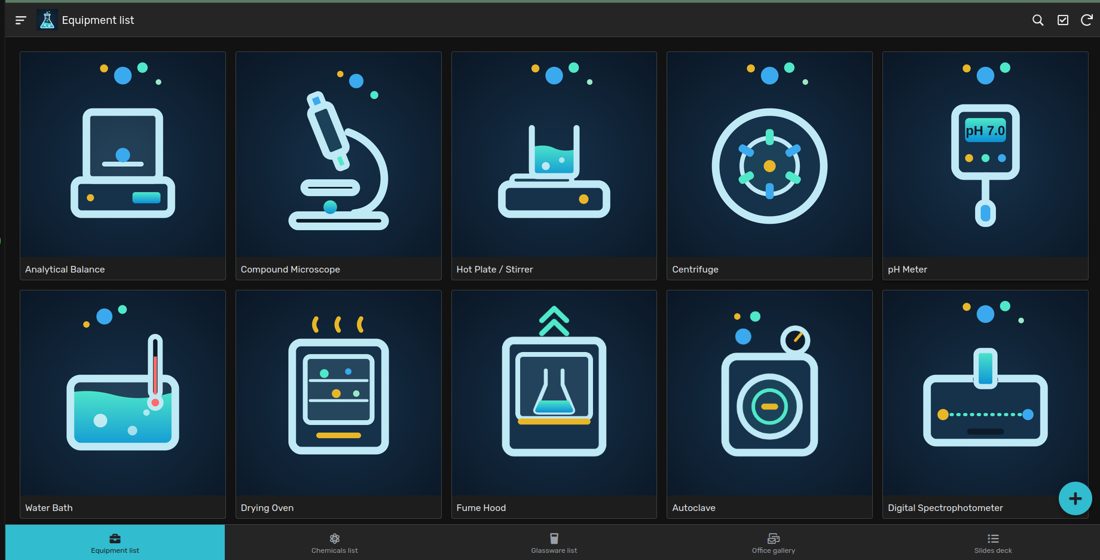 Equipment list
pH 7.0
Analytical Balance
Compound Microscope
Hot Plate / Stirrer
Centrifuge
pH Meter
Water Bath
Drying Oven
Fume Hood
Autoclave
Digital Spectrophotometer
Equipment list
Chemicals list
Glassware list
Office gallery
Slides deck